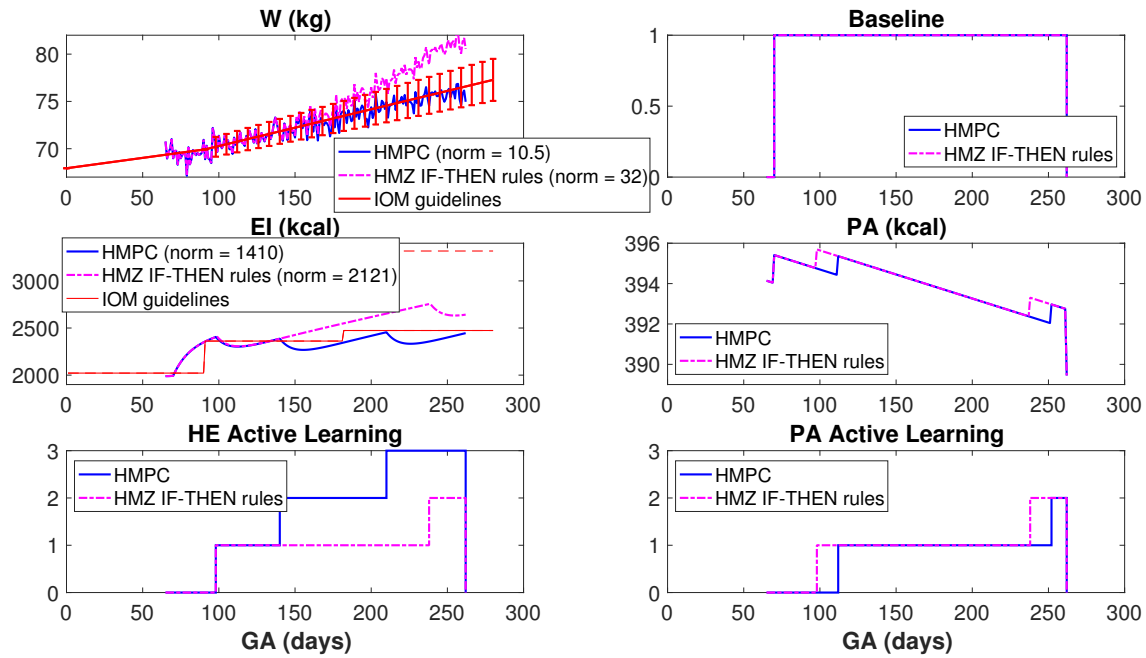 W (kg)
80
75
70
0 50 100 150 200 250 300
HMPC (norm = 10.5)
HMZ IF-THEN rules (norm = 32)
IOM guidelines
Baseline
1
0.5
0
0 50 100 150 200 250 300
HMPC
HMZ IF-THEN rules
EI (kcal)
HMPC (norm = 1410)
HMZ IF-THEN rules (norm = 2121)
IOM guidelines
3000
2500
2000
0 50 100 150 200 250 300
PA (kcal)
396
394
392
390
HMPC
HMZ IF-THEN rules
0 50 100 150 200 250 300
HE Active Learning
3
2
1
0
HMPC
HMZ IF-THEN rules
0 50 100 150 200 250 300
GA (days)
PA Active Learning
3
2
1
0
HMPC
HMZ IF-THEN rules
0 50 100 150 200 250 300
GA (days)